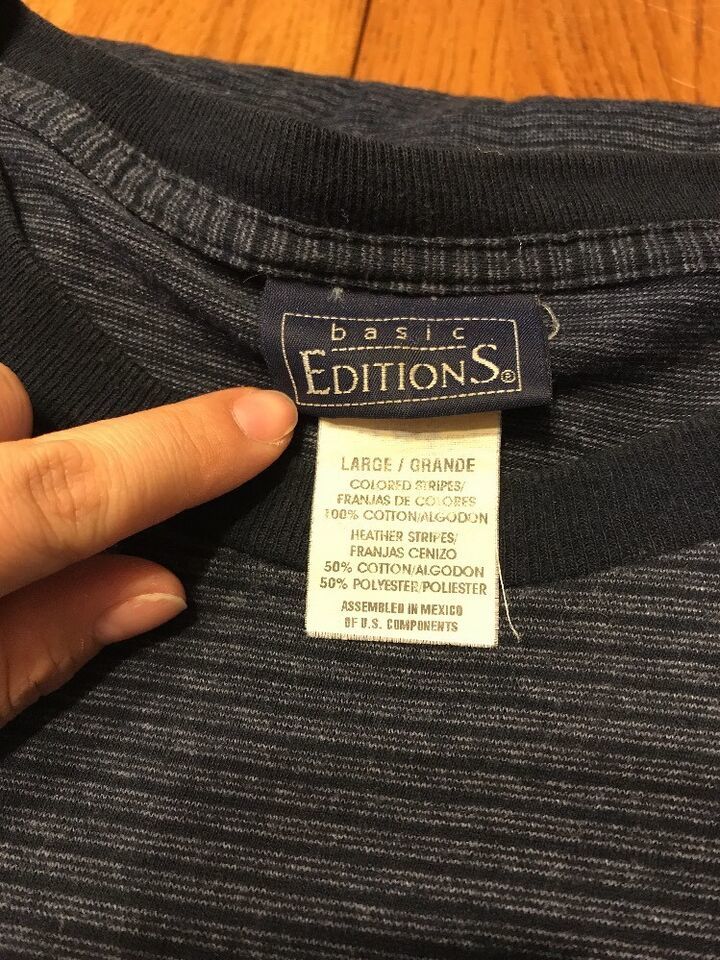 basic
EDITIONS®
LARGE / GRANDE
COLORED STRIPES/
FRANJAS DE COLORES
100% COTTON/ALGODON
HEATHER STRIPES/
FRANJAS CENIZO
50% COTTON/ALGODON
50% POLYESTER/POLIESTER
ASSEMBLED IN MEXICO
OF U.S. COMPONENTS